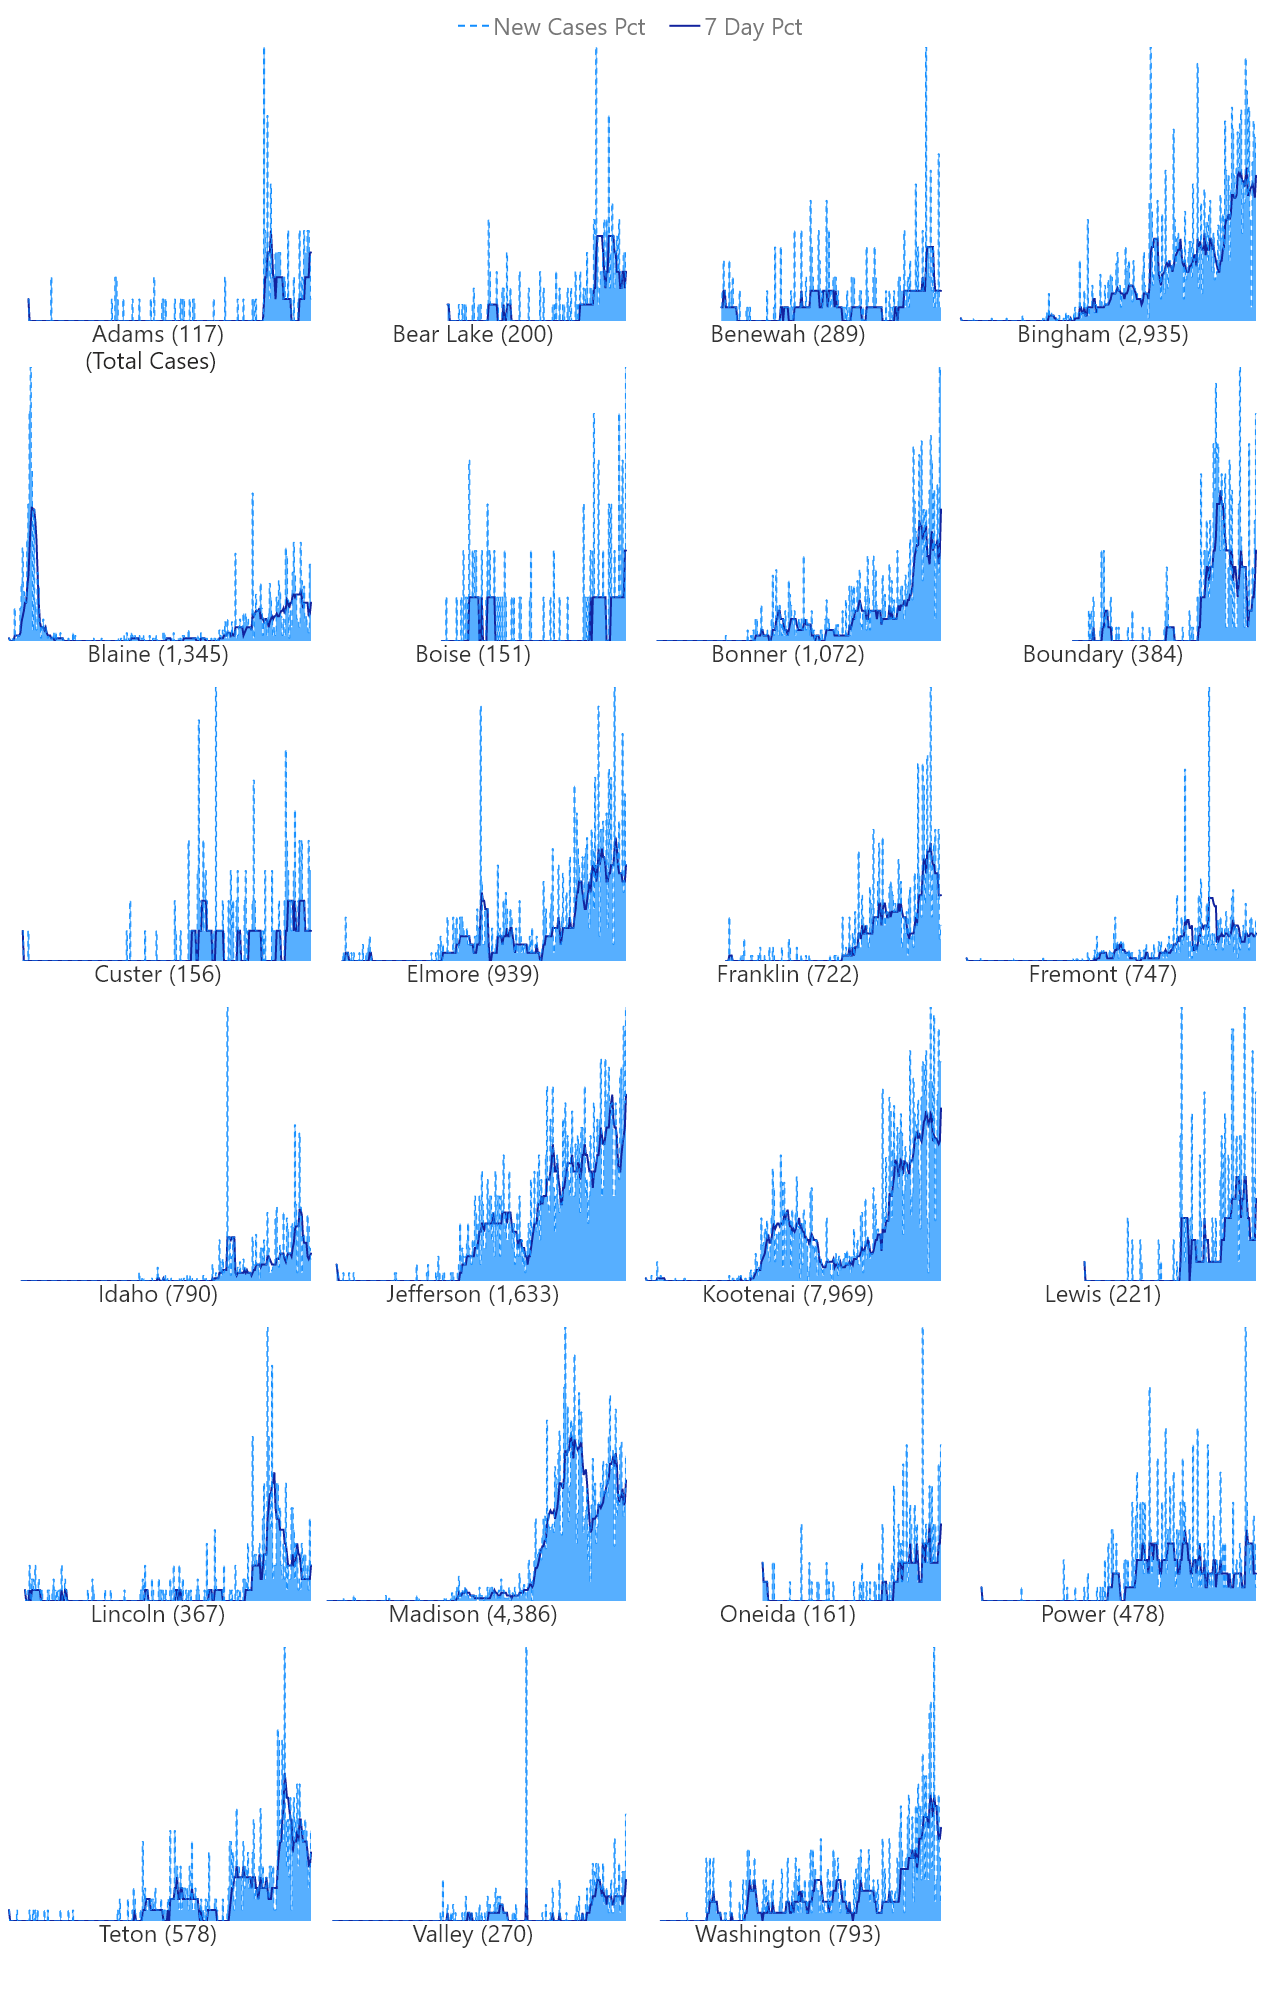 New Cases Pct 7 Day Pct
Adams (117) Bear Lake (200) Benewah (289) Bingham (2,935)
(Total Cases)
Blaine (1,345) Boise (151) Bonner (1,072) Boundary (384)
Custer (156) Elmore (939) Franklin (722) Fremont (747)
Idaho (790) Jefferson (1,633) Kootenai (7,969) Lewis (221)
Lincoln (367) Madison (4,386) Oneida (161) Power (478)
Teton (578) Valley (270) Washington (793)